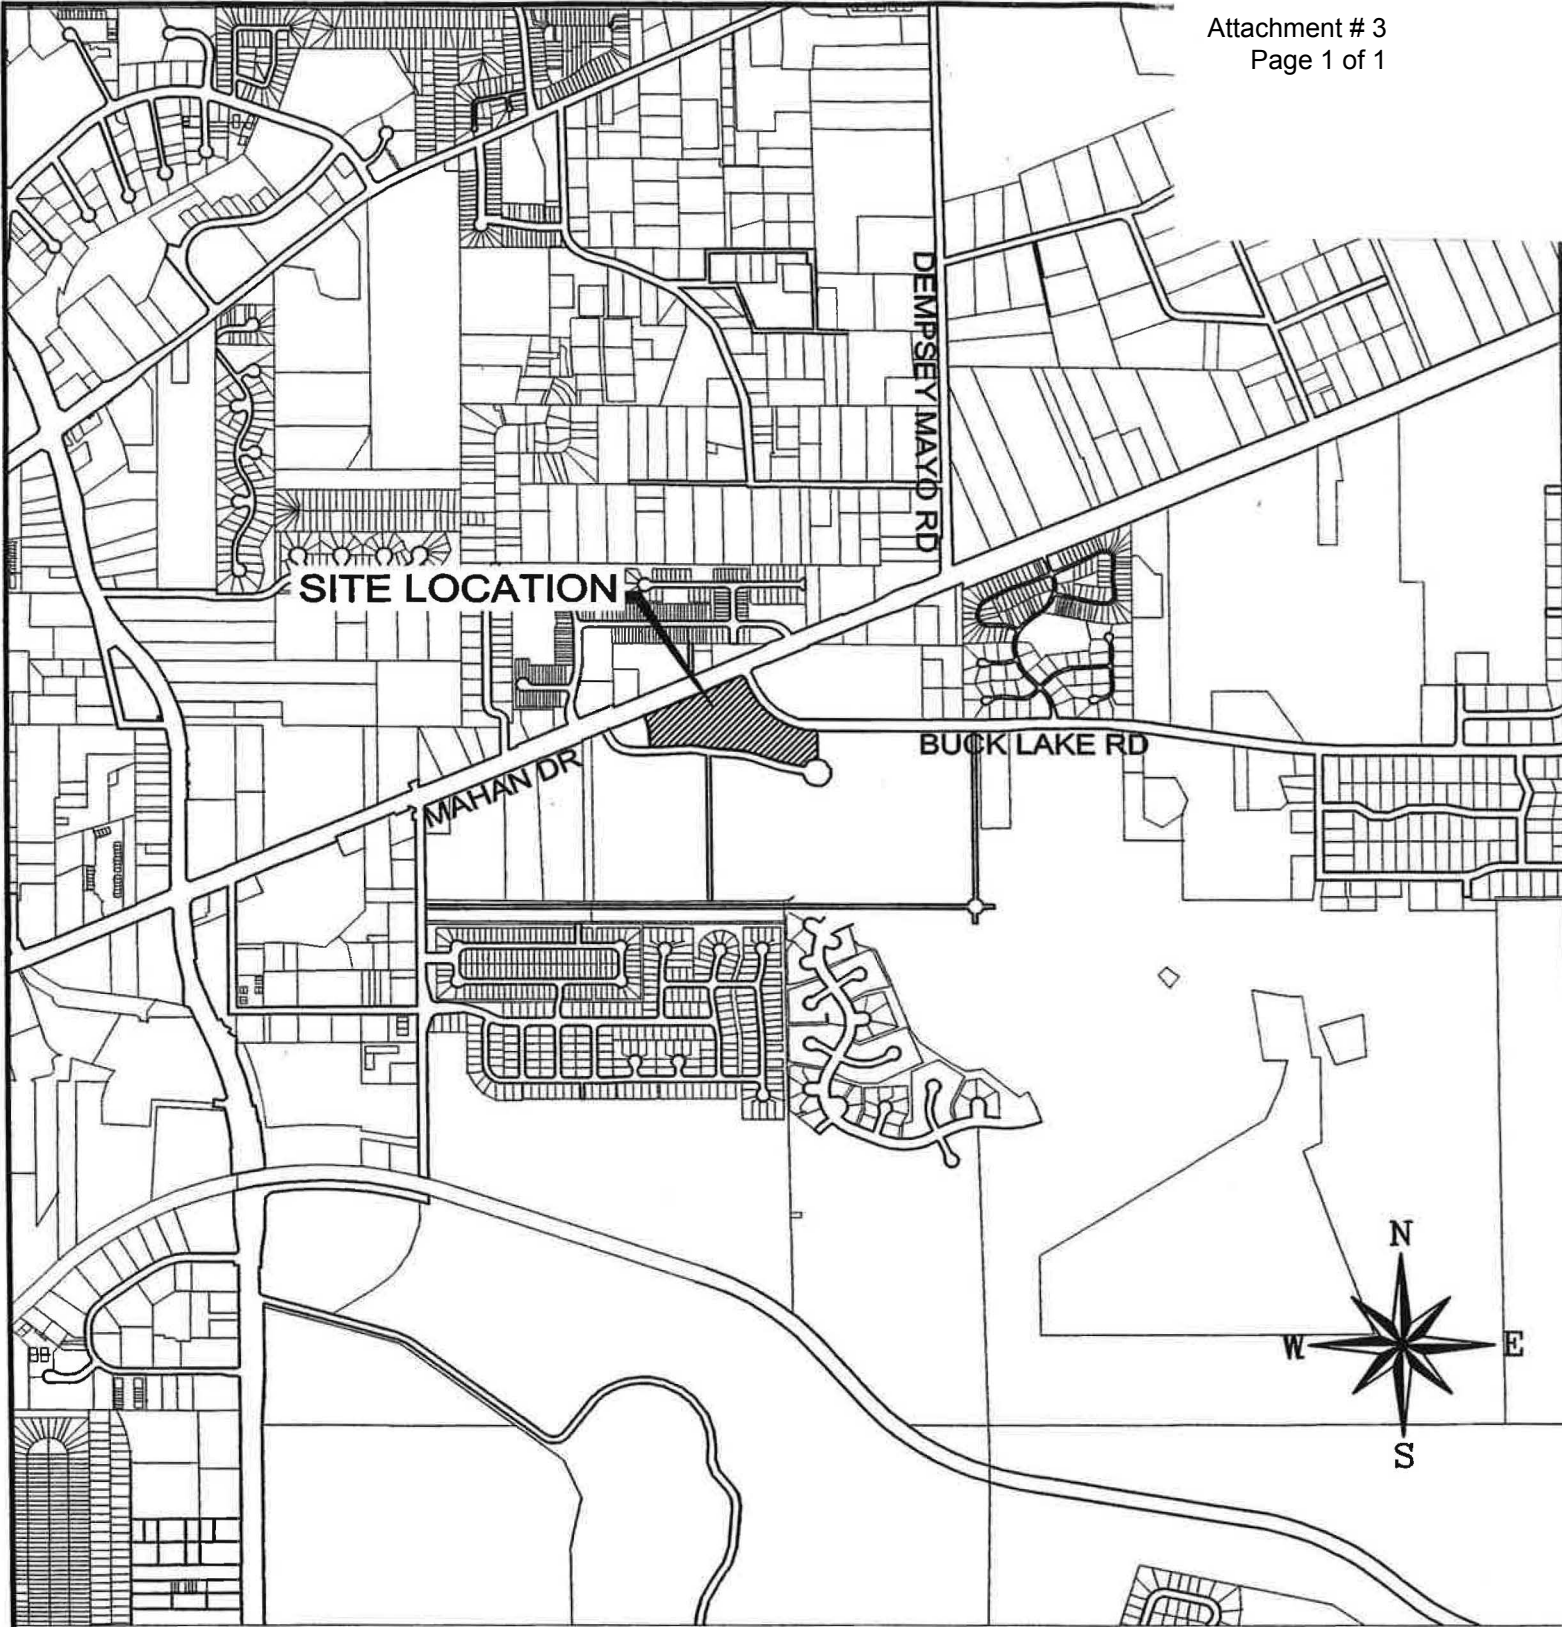 Attachment # 3
Page 1 of 1
DEMPSEY MAYO RD
SITE LOCATION
BUCK LAKE RD
MAHAN DR
N
W
E
S